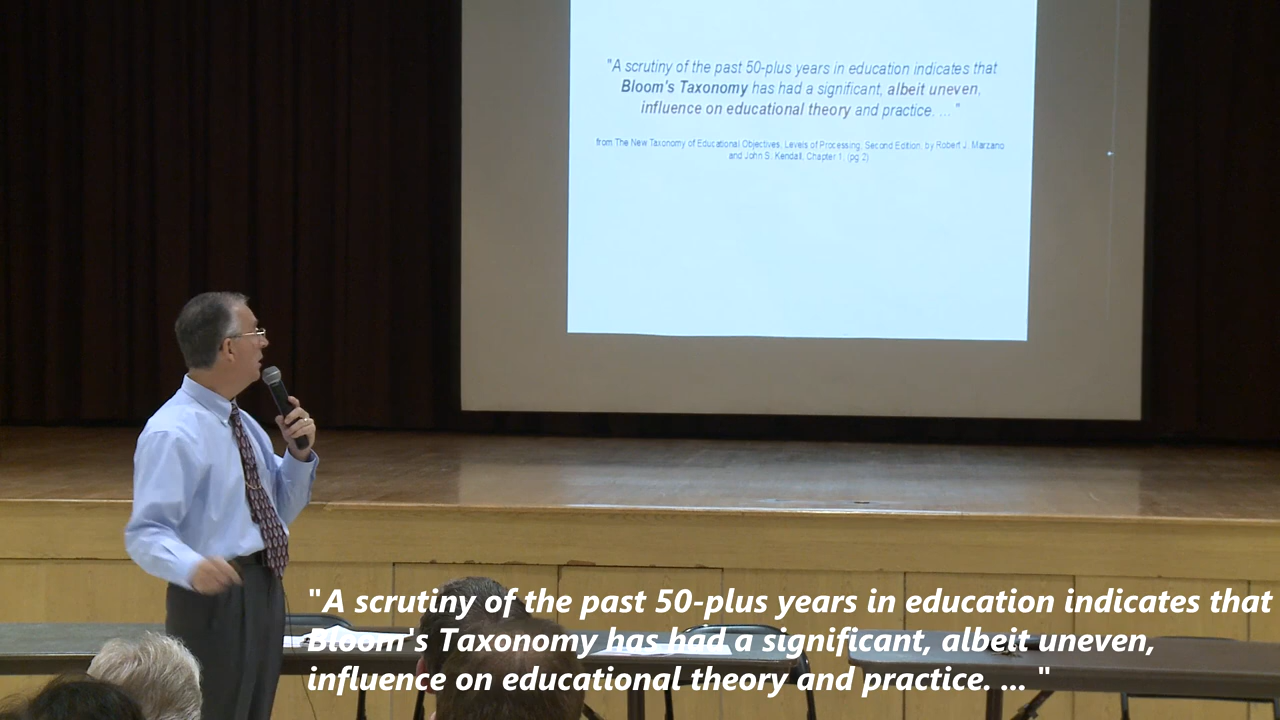 "A scrutiny of the past 50-plus years in education indicates that
Bloom's Taxonomy has had a significant, albeit uneven,
influence on educational theory and practice. ... "
from The New Taxonomy of Educational Objectives, Levels of Processing, Second Edition, by Robert J. Marzano
and John S. Kendall, Chapter 1, (pg 2)
"A scrutiny of the past 50-plus years in education indicates that
Bloom's Taxonomy has had a significant, albeit uneven,
influence on educational theory and practice. ... "